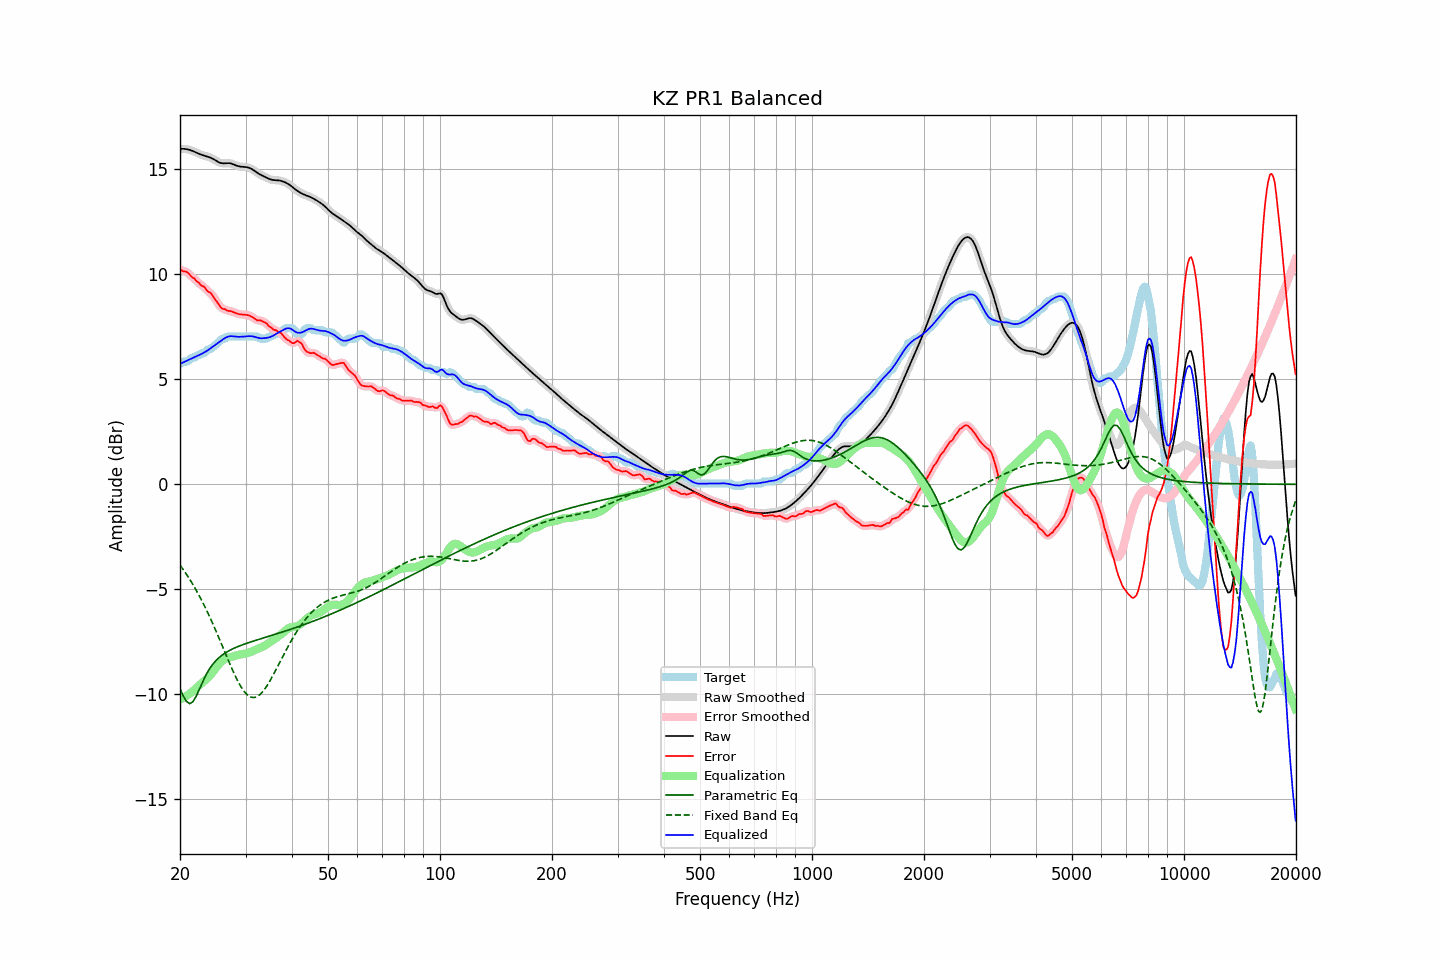 KZ PR1 Balanced
Amplitude (dBr)
15
10
5
0
−5
−10
−15
Target
Raw Smoothed
Error Smoothed
Raw
Error
Equalization
Parametric Eq
Fixed Band Eq
Equalized
20 50 100 200 500 1000 2000 5000 10000 20000
Frequency (Hz)